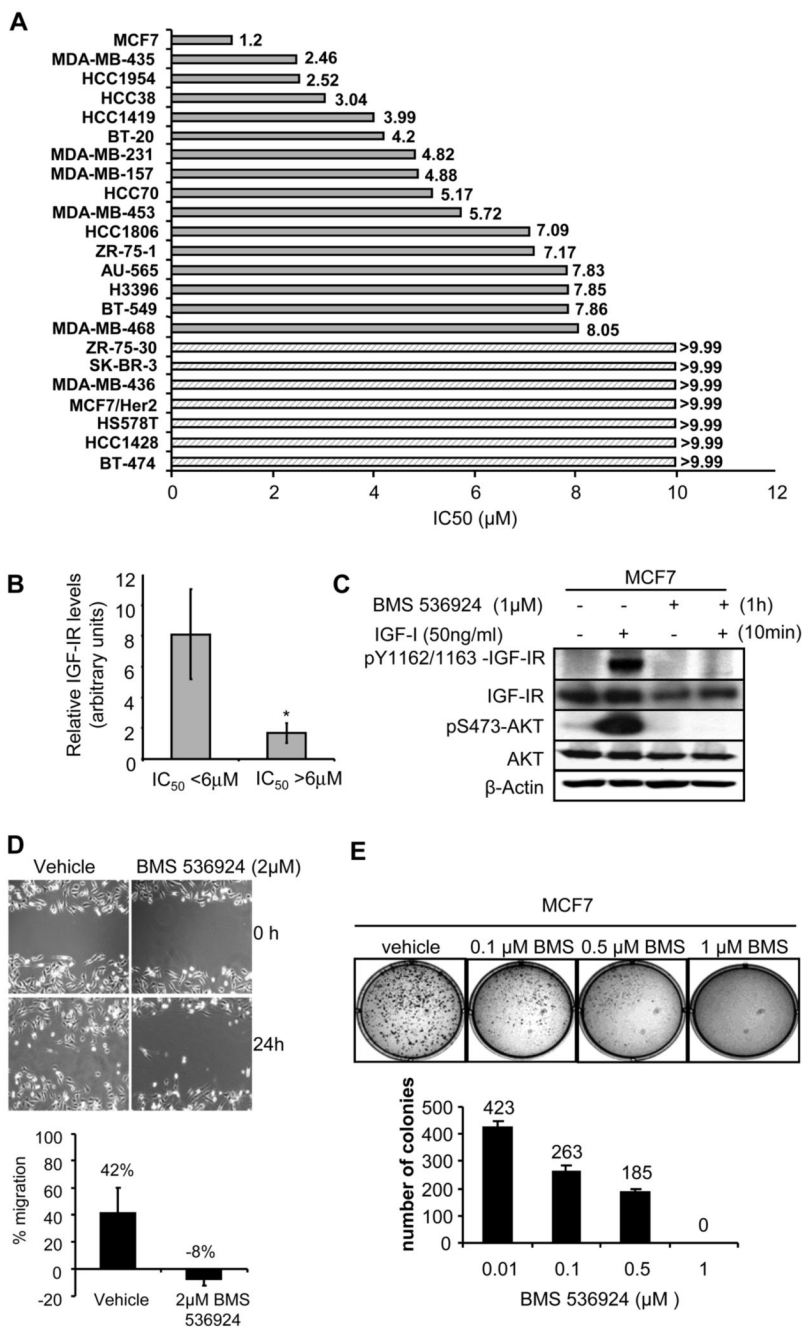 A
MCF7 1.2
MDA-MB-435 2.46
HCC1954 2.52
HCC38 3.04
HCC1419 3.99
BT-20 4.2
MDA-MB-231 4.82
MDA-MB-157 4.88
HCC70 5.17
MDA-MB-453 5.72
HCC1806 7.09
ZR-75-1 7.17
AU-565 7.83
H3396 7.85
BT-549 7.86
MDA-MB-468 8.05
ZR-75-30 >9.99
SK-BR-3 >9.99
MDA-MB-436 >9.99
MCF7/Her2 >9.99
HS578T >9.99
HCC1428 >9.99
BT-474 >9.99
0 2 4 6 8 10 12
IC50 (µM)
B
Relative IGF-IR levels
(arbitrary units)
12
10
8
6
4
2
0
*
IC50 <6µM IC50 >6µM
C
MCF7
BMS 536924 (1µM) - - + + (1h)
IGF-I (50ng/ml) - + - + (10min)
pY1162/1163 -IGF-IR
IGF-IR
pS473-AKT
AKT
β-Actin
D
Vehicle BMS 536924 (2µM)
0 h
24h
% migration
100
80
60
40
20
0
-20
42%
-8%
Vehicle 2µM BMS
536924
E
MCF7
vehicle 0.1 µM BMS 0.5 µM BMS 1 µM BMS
number of colonies
500
400
300
200
100
0
423
263
185
0
0.01 0.1 0.5 1
BMS 536924 (µM )